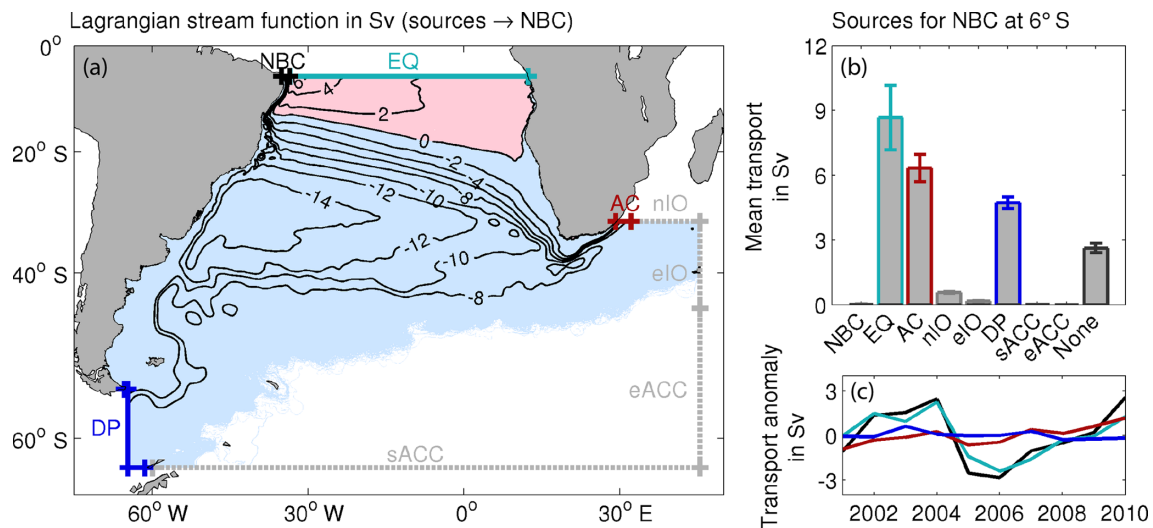 Lagrangian stream function in Sv (sources → NBC)
0°
20° S
40° S
60° S
60° W
30° W
0°
30° E
(a)
NBC
EQ
6
4
2
0
-2
-4
-8
-10
-12
-14
-12
-10
-8
AC
nIO
eIO
eACC
DP
sACC
Sources for NBC at 6° S
(b)
Mean transport
in Sv
12
9
6
3
0
NBC
EQ
AC
nIO
eIO
DP
sACC
eACC
None
(c)
Transport anomaly
in Sv
3
0
-3
2002
2004
2006
2008
2010